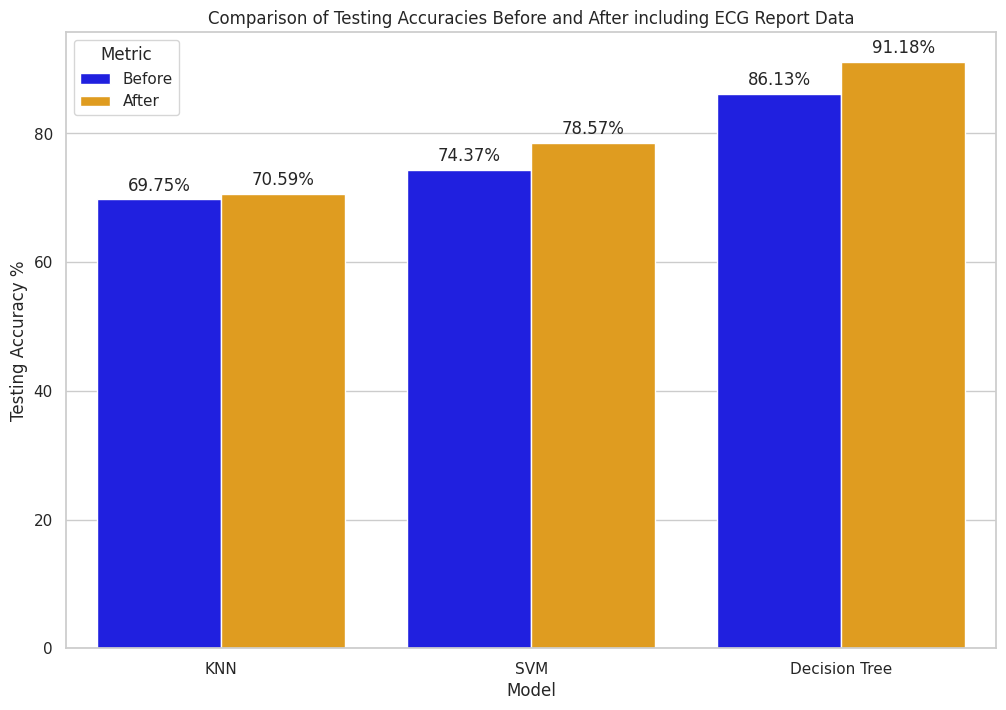 Comparison of Testing Accuracies Before and After including ECG Report Data
Metric
Before
After
69.75%
70.59%
74.37%
78.57%
86.13%
91.18%
Testing Accuracy %
80
60
40
20
0
KNN
SVM
Decision Tree
Model